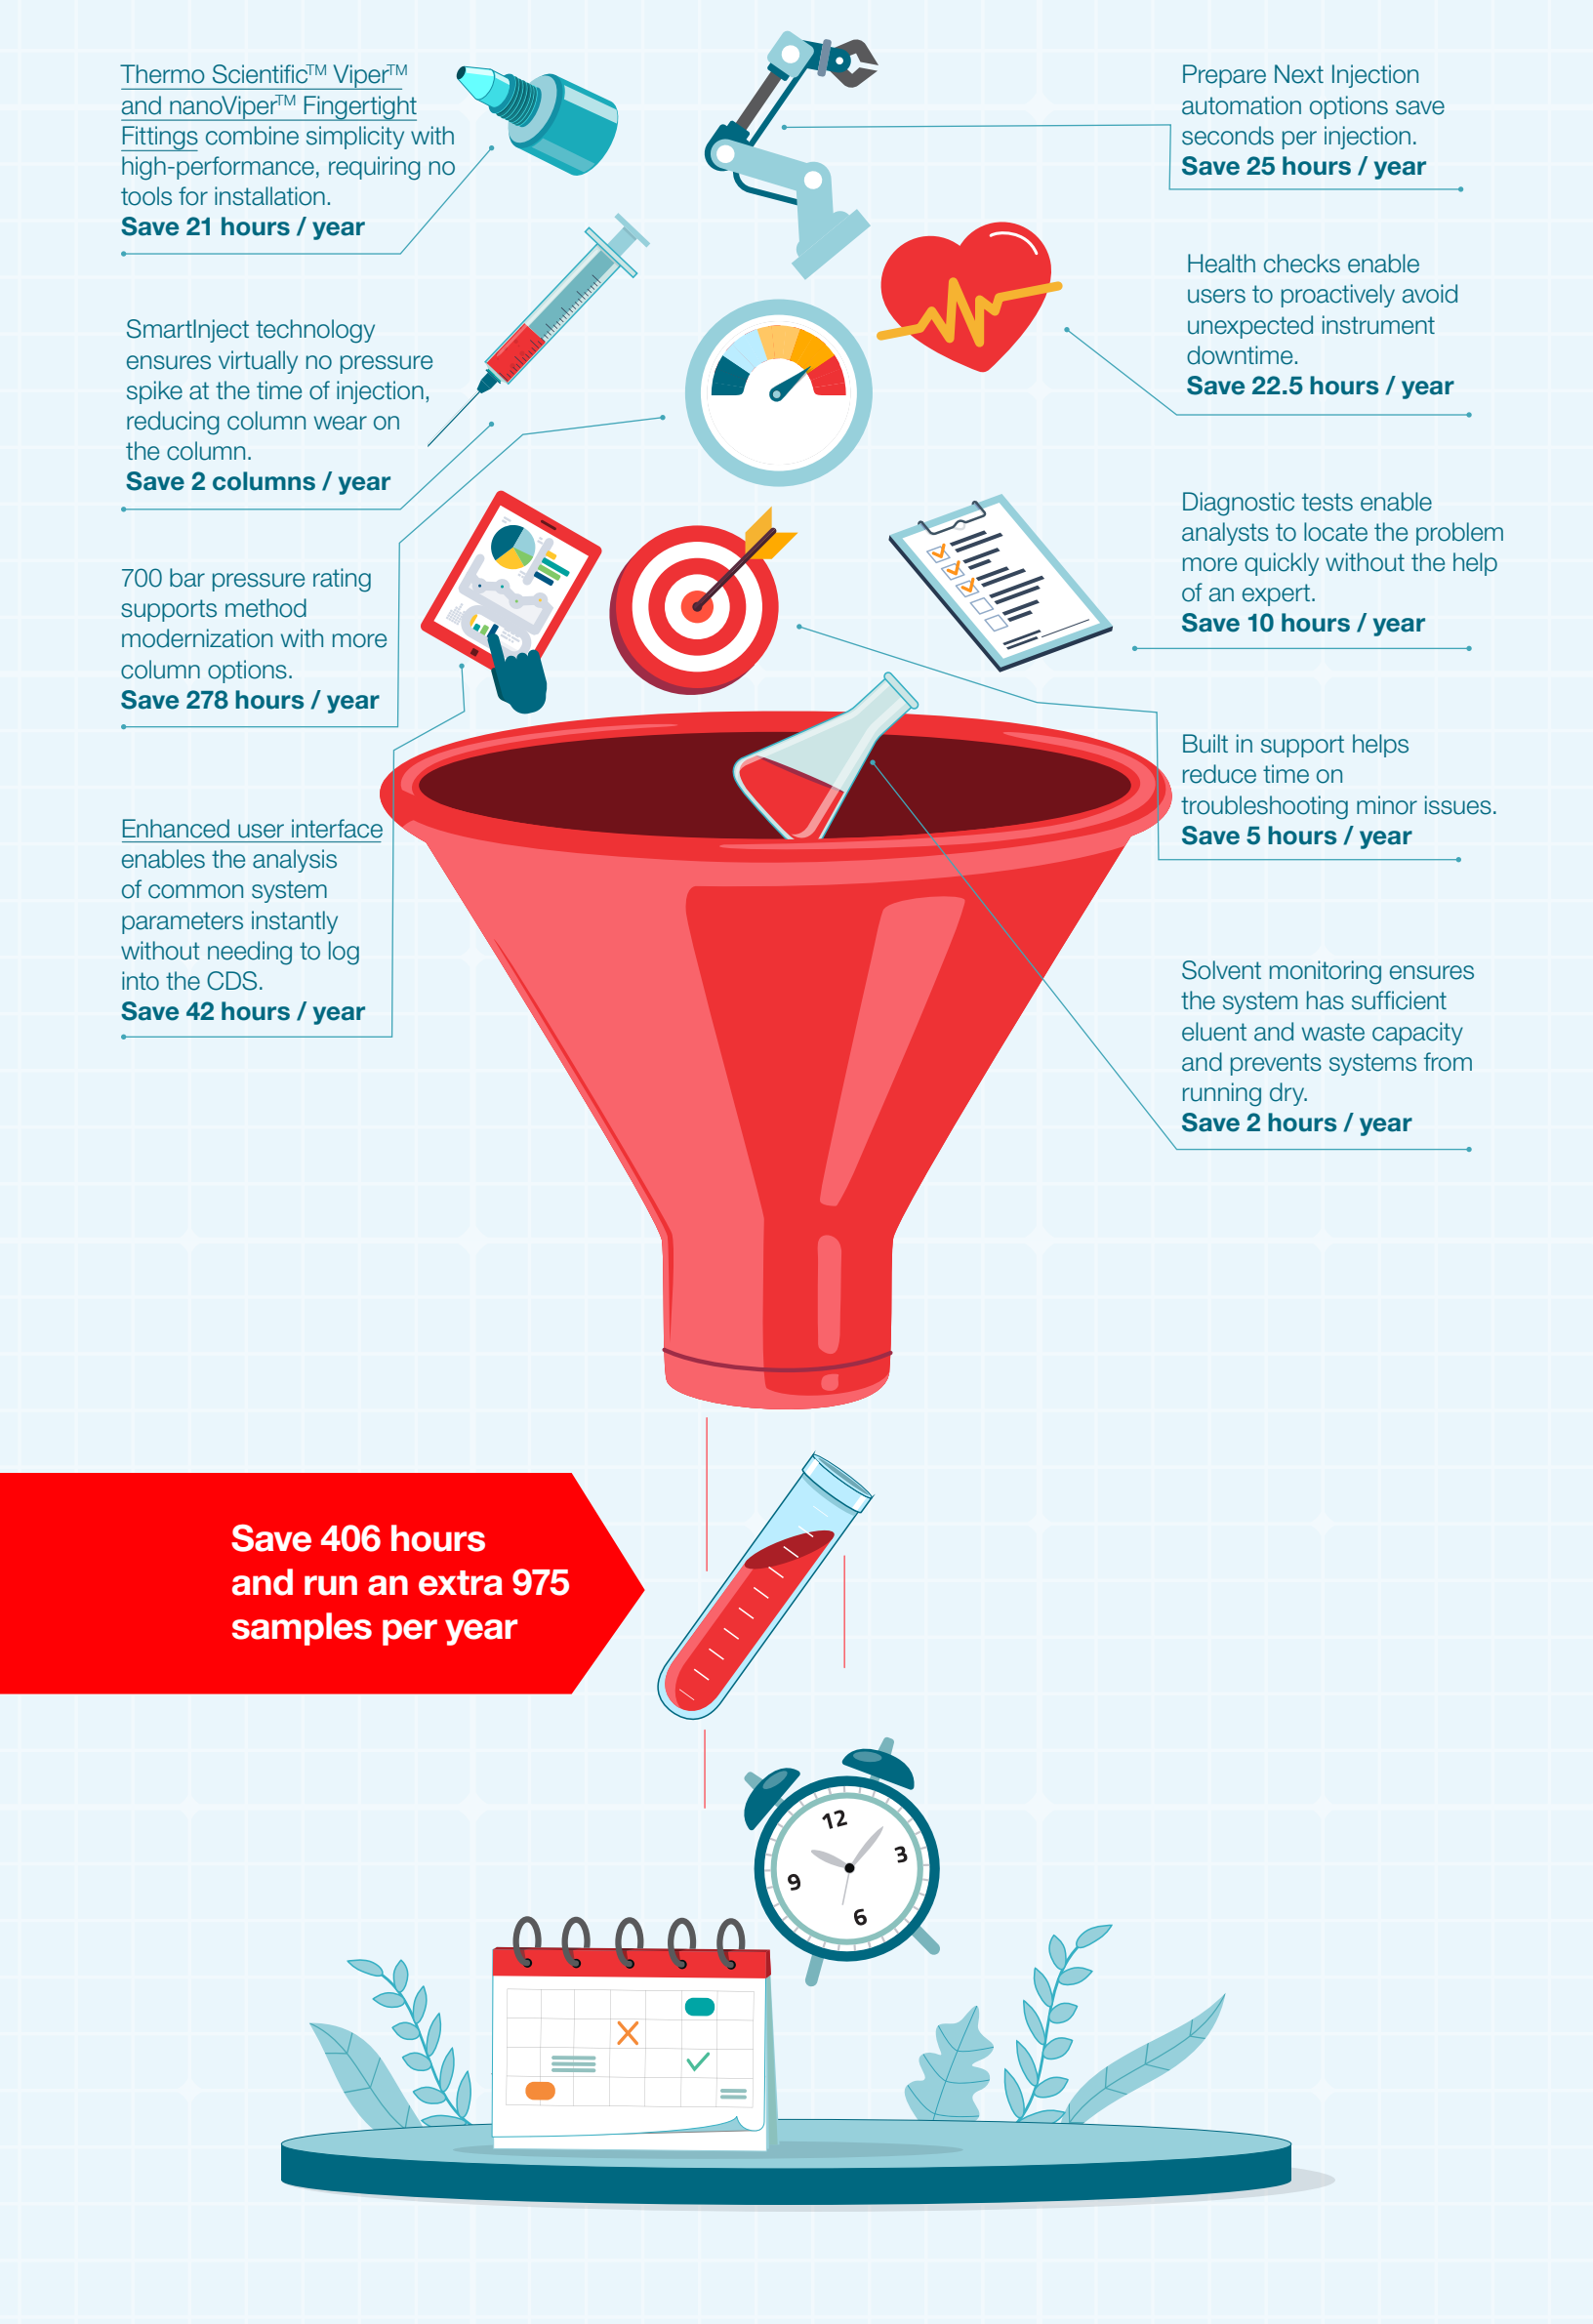 Thermo Scientific™ Viper™
and nanoViper™ Fingertight
Fittings combine simplicity with
high-performance, requiring no
tools for installation.
Save 21 hours / year
SmartInject technology
ensures virtually no pressure
spike at the time of injection,
reducing column wear on
the column.
Save 2 columns / year
700 bar pressure rating
supports method
modernization with more
column options.
Save 278 hours / year
Enhanced user interface
enables the analysis
of common system
parameters instantly
without needing to log
into the CDS.
Save 42 hours / year
Prepare Next Injection
automation options save
seconds per injection.
Save 25 hours / year
Health checks enable
users to proactively avoid
unexpected instrument
downtime.
Save 22.5 hours / year
Diagnostic tests enable
analysts to locate the problem
more quickly without the help
of an expert.
Save 10 hours / year
Built in support helps
reduce time on
troubleshooting minor issues.
Save 5 hours / year
Solvent monitoring ensures
the system has sufficient
eluent and waste capacity
and prevents systems from
running dry.
Save 2 hours / year
Save 406 hours
and run an extra 975
samples per year
12
3
9
6